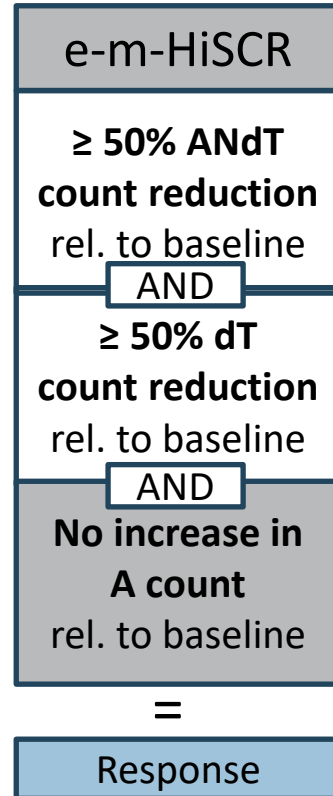 e-m-HiSCR
≥ 50% ANdT
count reduction
rel. to baseline
AND
≥ 50% dT
count reduction
rel. to baseline
AND
No increase in
A count
rel. to baseline
=
Response